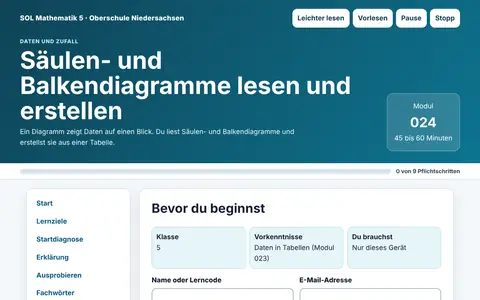 SOL Mathematik 5 · Oberschule Niedersachsen
Leichter lesen
Vorlesen
Pause
Stopp
DATEN UND ZUFALL
Säulen- und
Balkendiagramme lesen und
erstellen
Ein Diagramm zeigt Daten auf einen Blick. Du liest Säulen- und Balkendiagramme und
erstellst sie aus einer Tabelle.
Modul
024
45 bis 60 Minuten
0 von 9 Pflichtschritten
Start
Lernziele
Startdiagnose
Erklärung
Ausprobieren
Fachwörter
Bevor du beginnst
Klasse
5
Vorkenntnisse
Daten in Tabellen (Modul
023)
Du brauchst
Nur dieses Gerät
Name oder Lerncode
E-Mail-Adresse